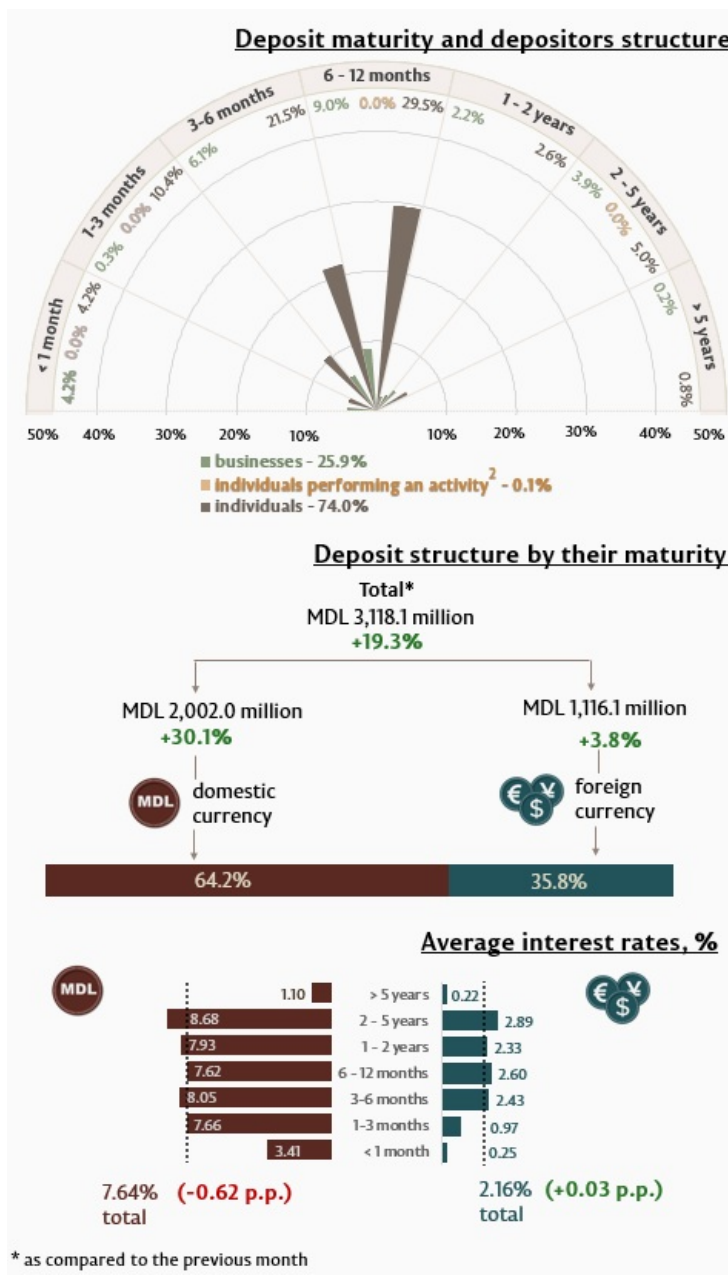 Deposit maturity and depositors structure
< 1 month
1-3 months
3-6 months
6 - 12 months
1 - 2 years
2 - 5 years
> 5 years
4.2% 0.0% 4.2%
0.3% 0.0% 10.4%
6.1% 21.5%
9.0% 0.0% 29.5%
2.2% 2.6%
3.9% 0.0% 5.0%
0.2% 0.8%
50% 40% 30% 20% 10% 10% 20% 30% 40% 50%
businesses - 25.9%
individuals performing an activity2 - 0.1%
individuals - 74.0%
Deposit structure by their maturity
Total*
MDL 3,118.1 million
+19.3%
MDL 2,002.0 million
+30.1%
MDL 1,116.1 million
+3.8%
MDL
domestic
currency
€ ¥ $
foreign
currency
64.2% 35.8%
Average interest rates, %
MDL
€ ¥ $
1.10 > 5 years 0.22
8.68 2 - 5 years 2.89
7.93 1 - 2 years 2.33
7.62 6 - 12 months 2.60
8.05 3-6 months 2.43
7.66 1-3 months 0.97
3.41 < 1 month 0.25
7.64% (-0.62 p.p.)
total
2.16% (+0.03 p.p.)
total
* as compared to the previous month